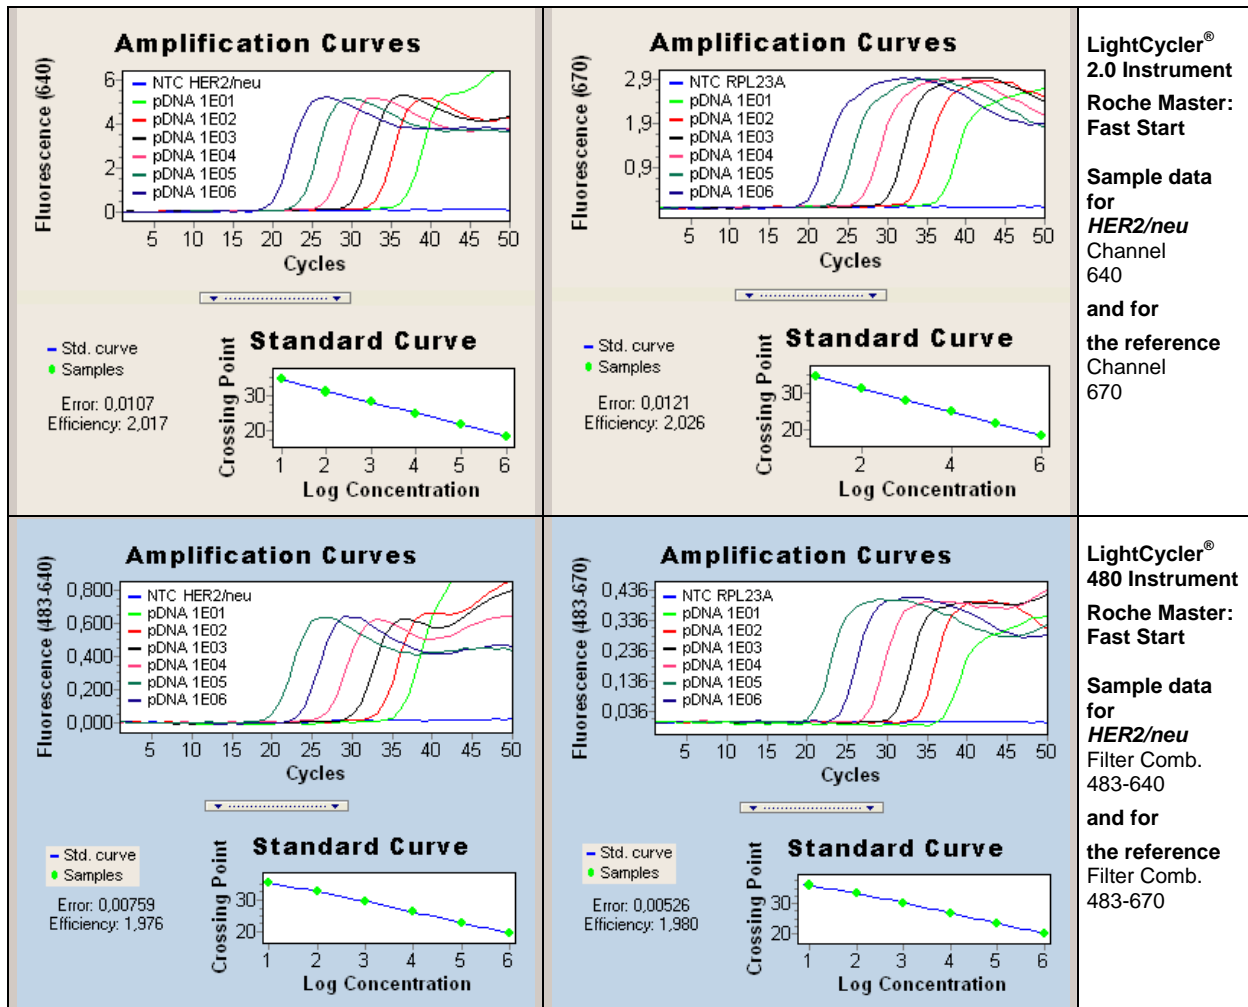 Amplification Curves
Fluorescence (640)
6
4
2
0
NTC HER2/neu
pDNA 1E01
pDNA 1E02
pDNA 1E03
pDNA 1E04
pDNA 1E05
pDNA 1E06
5 10 15 20 25 30 35 40 45 50
Cycles
Std. curve
Samples
Error: 0,0107
Efficiency: 2,017
Standard Curve
Crossing Point
30
20
1 2 3 4 5 6
Log Concentration
Amplification Curves
Fluorescence (670)
2,9
1,9
0,9
NTC RPL23A
pDNA 1E01
pDNA 1E02
pDNA 1E03
pDNA 1E04
pDNA 1E05
pDNA 1E06
5 10 15 20 25 30 35 40 45 50
Cycles
Std. curve
Samples
Error: 0,0121
Efficiency: 2,026
Standard Curve
Crossing Point
30
20
2 4 6
Log Concentration
LightCycler®
2.0 Instrument
Roche Master:
Fast Start
Sample data
for
HER2/neu
Channel
640
and for
the reference
Channel
670
Amplification Curves
Fluorescence (483-640)
0,800
0,600
0,400
0,200
0,000
NTC HER2/neu
pDNA 1E01
pDNA 1E02
pDNA 1E03
pDNA 1E04
pDNA 1E05
pDNA 1E06
5 10 15 20 25 30 35 40 45 50
Cycles
Std. curve
Samples
Error: 0,00759
Efficiency: 1,976
Standard Curve
Crossing Point
30
20
1 2 3 4 5 6
Log Concentration
Amplification Curves
Fluorescence (483-670)
0,436
0,336
0,236
0,136
0,036
NTC RPL23A
pDNA 1E01
pDNA 1E02
pDNA 1E03
pDNA 1E04
pDNA 1E05
pDNA 1E06
5 10 15 20 25 30 35 40 45 50
Cycles
Std. curve
Samples
Error: 0,00526
Efficiency: 1,980
Standard Curve
Crossing Point
30
20
1 2 3 4 5 6
Log Concentration
LightCycler®
480 Instrument
Roche Master:
Fast Start
Sample data
for
HER2/neu
Filter Comb.
483-640
and for
the reference
Filter Comb.
483-670